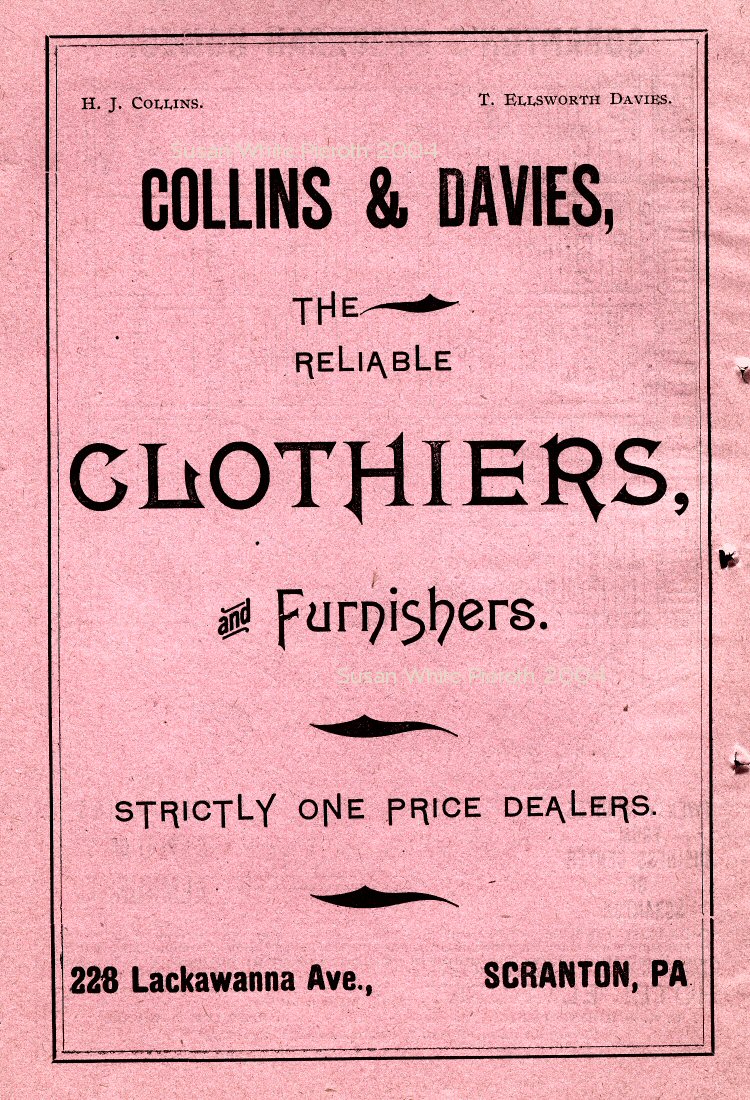 H. J. COLLINS. T. ELLSWORTH DAVIES.
Susan White Pieroth 2004
COLLINS & DAVIES,
THE
RELIABLE
CLOTHIERS,
and Furnishers.
Susan White Pieroth 2004
STRICTLY ONE PRICE DEALERS.
228 Lackawanna Ave., SCRANTON, PA